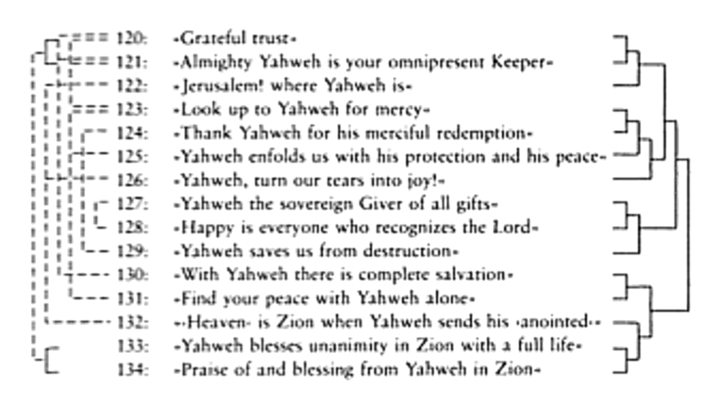 120: «Grateful trust»
121: «Almighty Yahweh is your omnipresent Keeper»
122: «Jerusalem! where Yahweh is»
123: «Look up to Yahweh for mercy»
124: «Thank Yahweh for his merciful redemption»
125: «Yahweh enfolds us with his protection and his peace»
126: «Yahweh, turn our tears into joy!»
127: «Yahweh the sovereign Giver of all gifts»
128: «Happy is everyone who recognizes the Lord»
129: «Yahweh saves us from destruction»
130: «With Yahweh there is complete salvation»
131: «Find your peace with Yahweh alone»
132: «‹Heaven› is Zion when Yahweh sends his ‹anointed›»
133: «Yahweh blesses unanimity in Zion with a full life»
134: «Praise of and blessing from Yahweh in Zion»